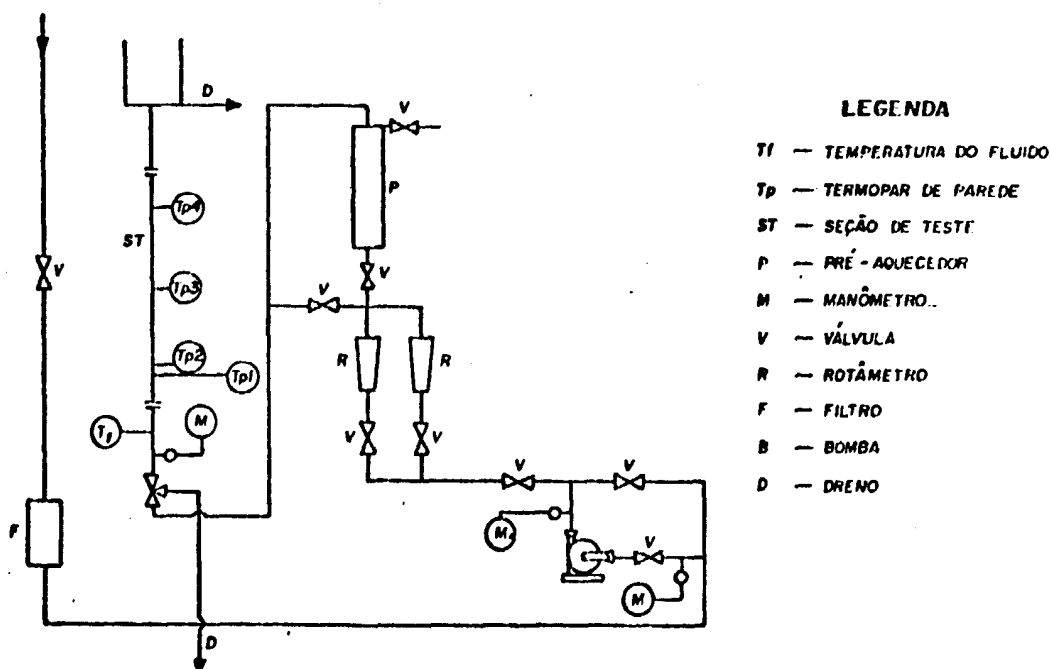 D
V
LEGENDA
Tf — TEMPERATURA DO FLUIDO
Tp — TERMOPAR DE PAREDE
ST — SEÇÃO DE TESTE
P — PRÉ-AQUECEDOR
M — MANÔMETRO
V — VÁLVULA
R — ROTÂMETRO
F — FILTRO
B — BOMBA
D — DRENO
P
Tp4
ST
V
V
Tp3
V
R
R
Tp2
Tp1
M
Tf
V
V
V
V
F
M
V
M
D